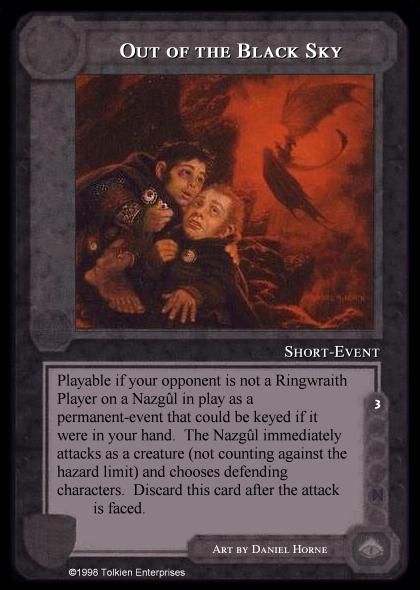 Out of the Black Sky
Short-Event
Playable if your opponent is not a Ringwraith
Player on a Nazgûl in play as a
permanent-event that could be keyed if it
were in your hand. The Nazgûl immediately
attacks as a creature (not counting against the
hazard limit) and chooses defending
characters. Discard this card after the attack
is faced.
3
Art by Daniel Horne
©1998 Tolkien Enterprises